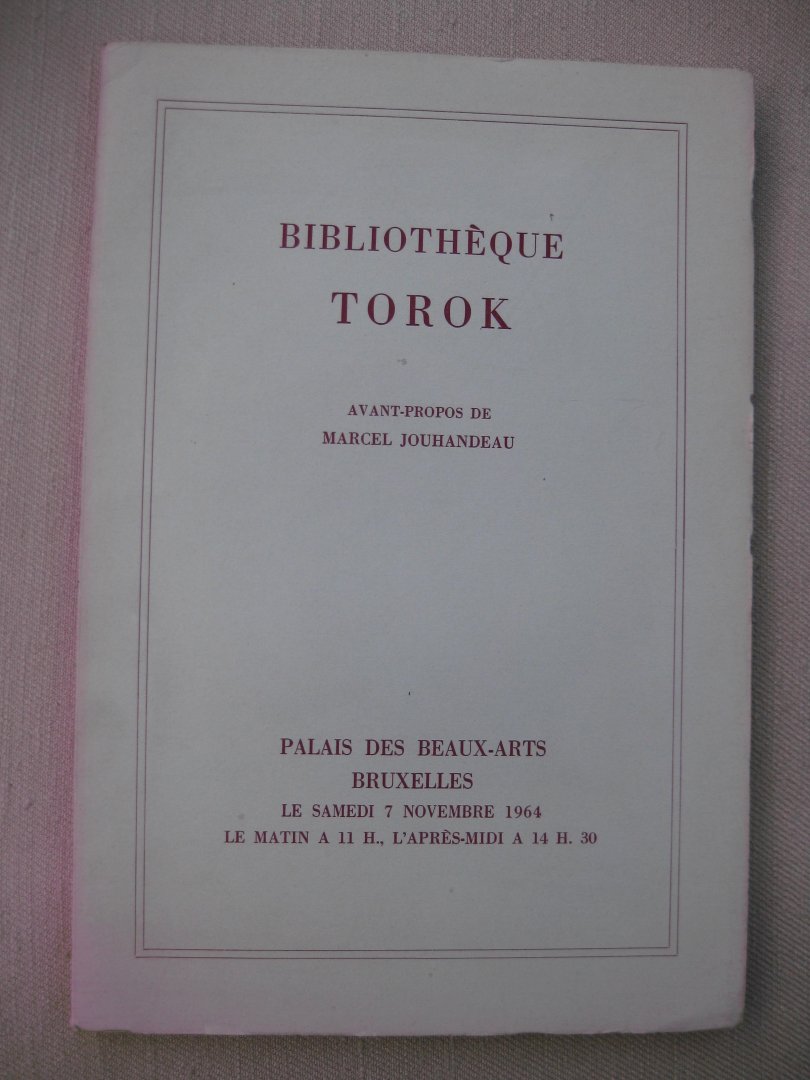 BIBLIOTHÈQUE
TOROK
AVANT-PROPOS DE
MARCEL JOUHANDEAU
PALAIS DES BEAUX-ARTS
BRUXELLES
LE SAMEDI 7 NOVEMBRE 1964
LE MATIN A 11 H., L'APRÈS-MIDI A 14 H. 30